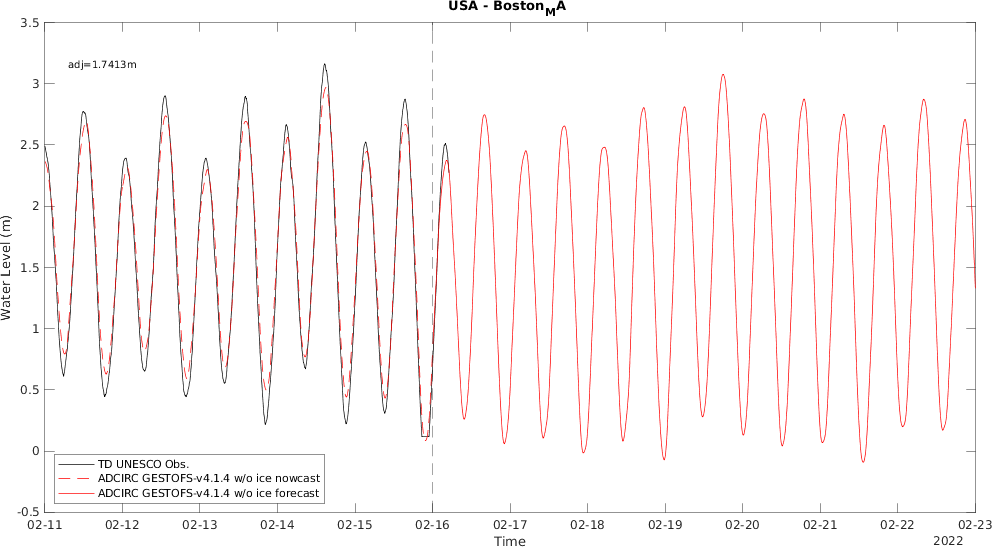 USA - Boston_MA
3.5
adj=1.7413m
3
2.5
2
1.5
1
0.5
0
-0.5
Water Level (m)
TD UNESCO Obs.
ADCIRC GESTOFS-v4.1.4 w/o ice nowcast
ADCIRC GESTOFS-v4.1.4 w/o ice forecast
02-11 02-12 02-13 02-14 02-15 02-16 02-17 02-18 02-19 02-20 02-21 02-22 02-23
Time
2022